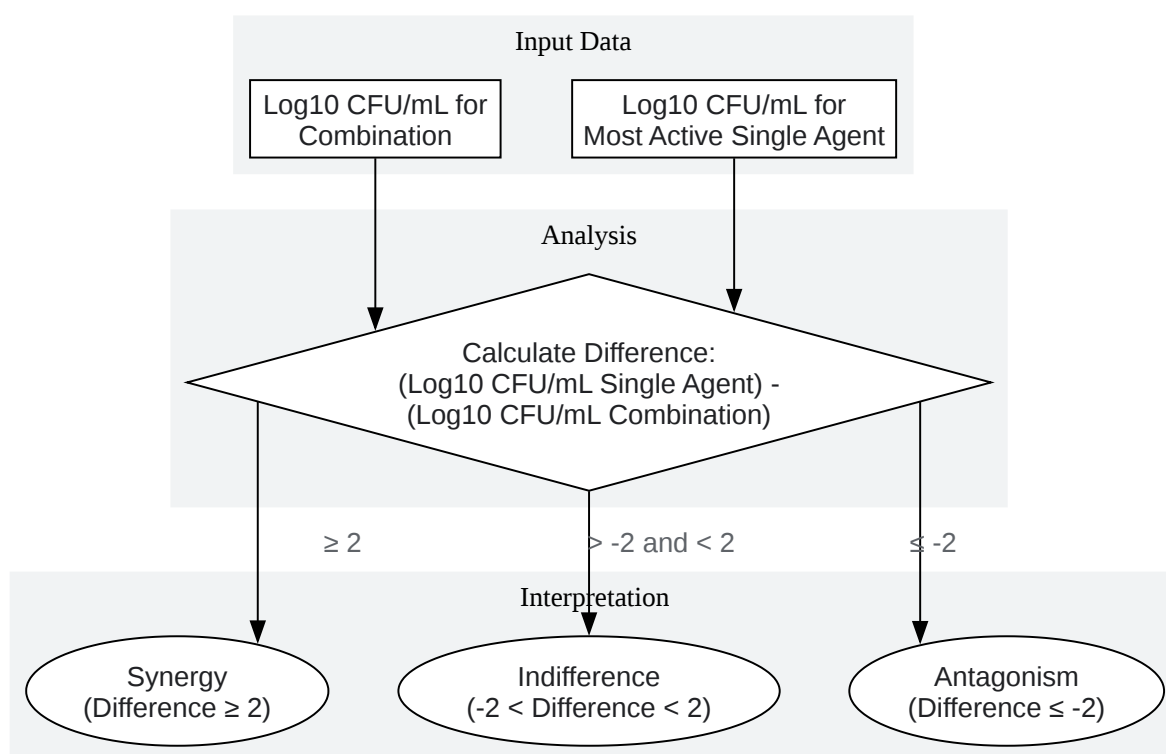 Input Data
Log10 CFU/mL for
Combination
Log10 CFU/mL for
Most Active Single Agent
Analysis
Calculate Difference:
(Log10 CFU/mL Single Agent) -
(Log10 CFU/mL Combination)
≥ 2
> -2 and < 2
≤ -2
Interpretation
Synergy
(Difference ≥ 2)
Indifference
(-2 < Difference < 2)
Antagonism
(Difference ≤ -2)